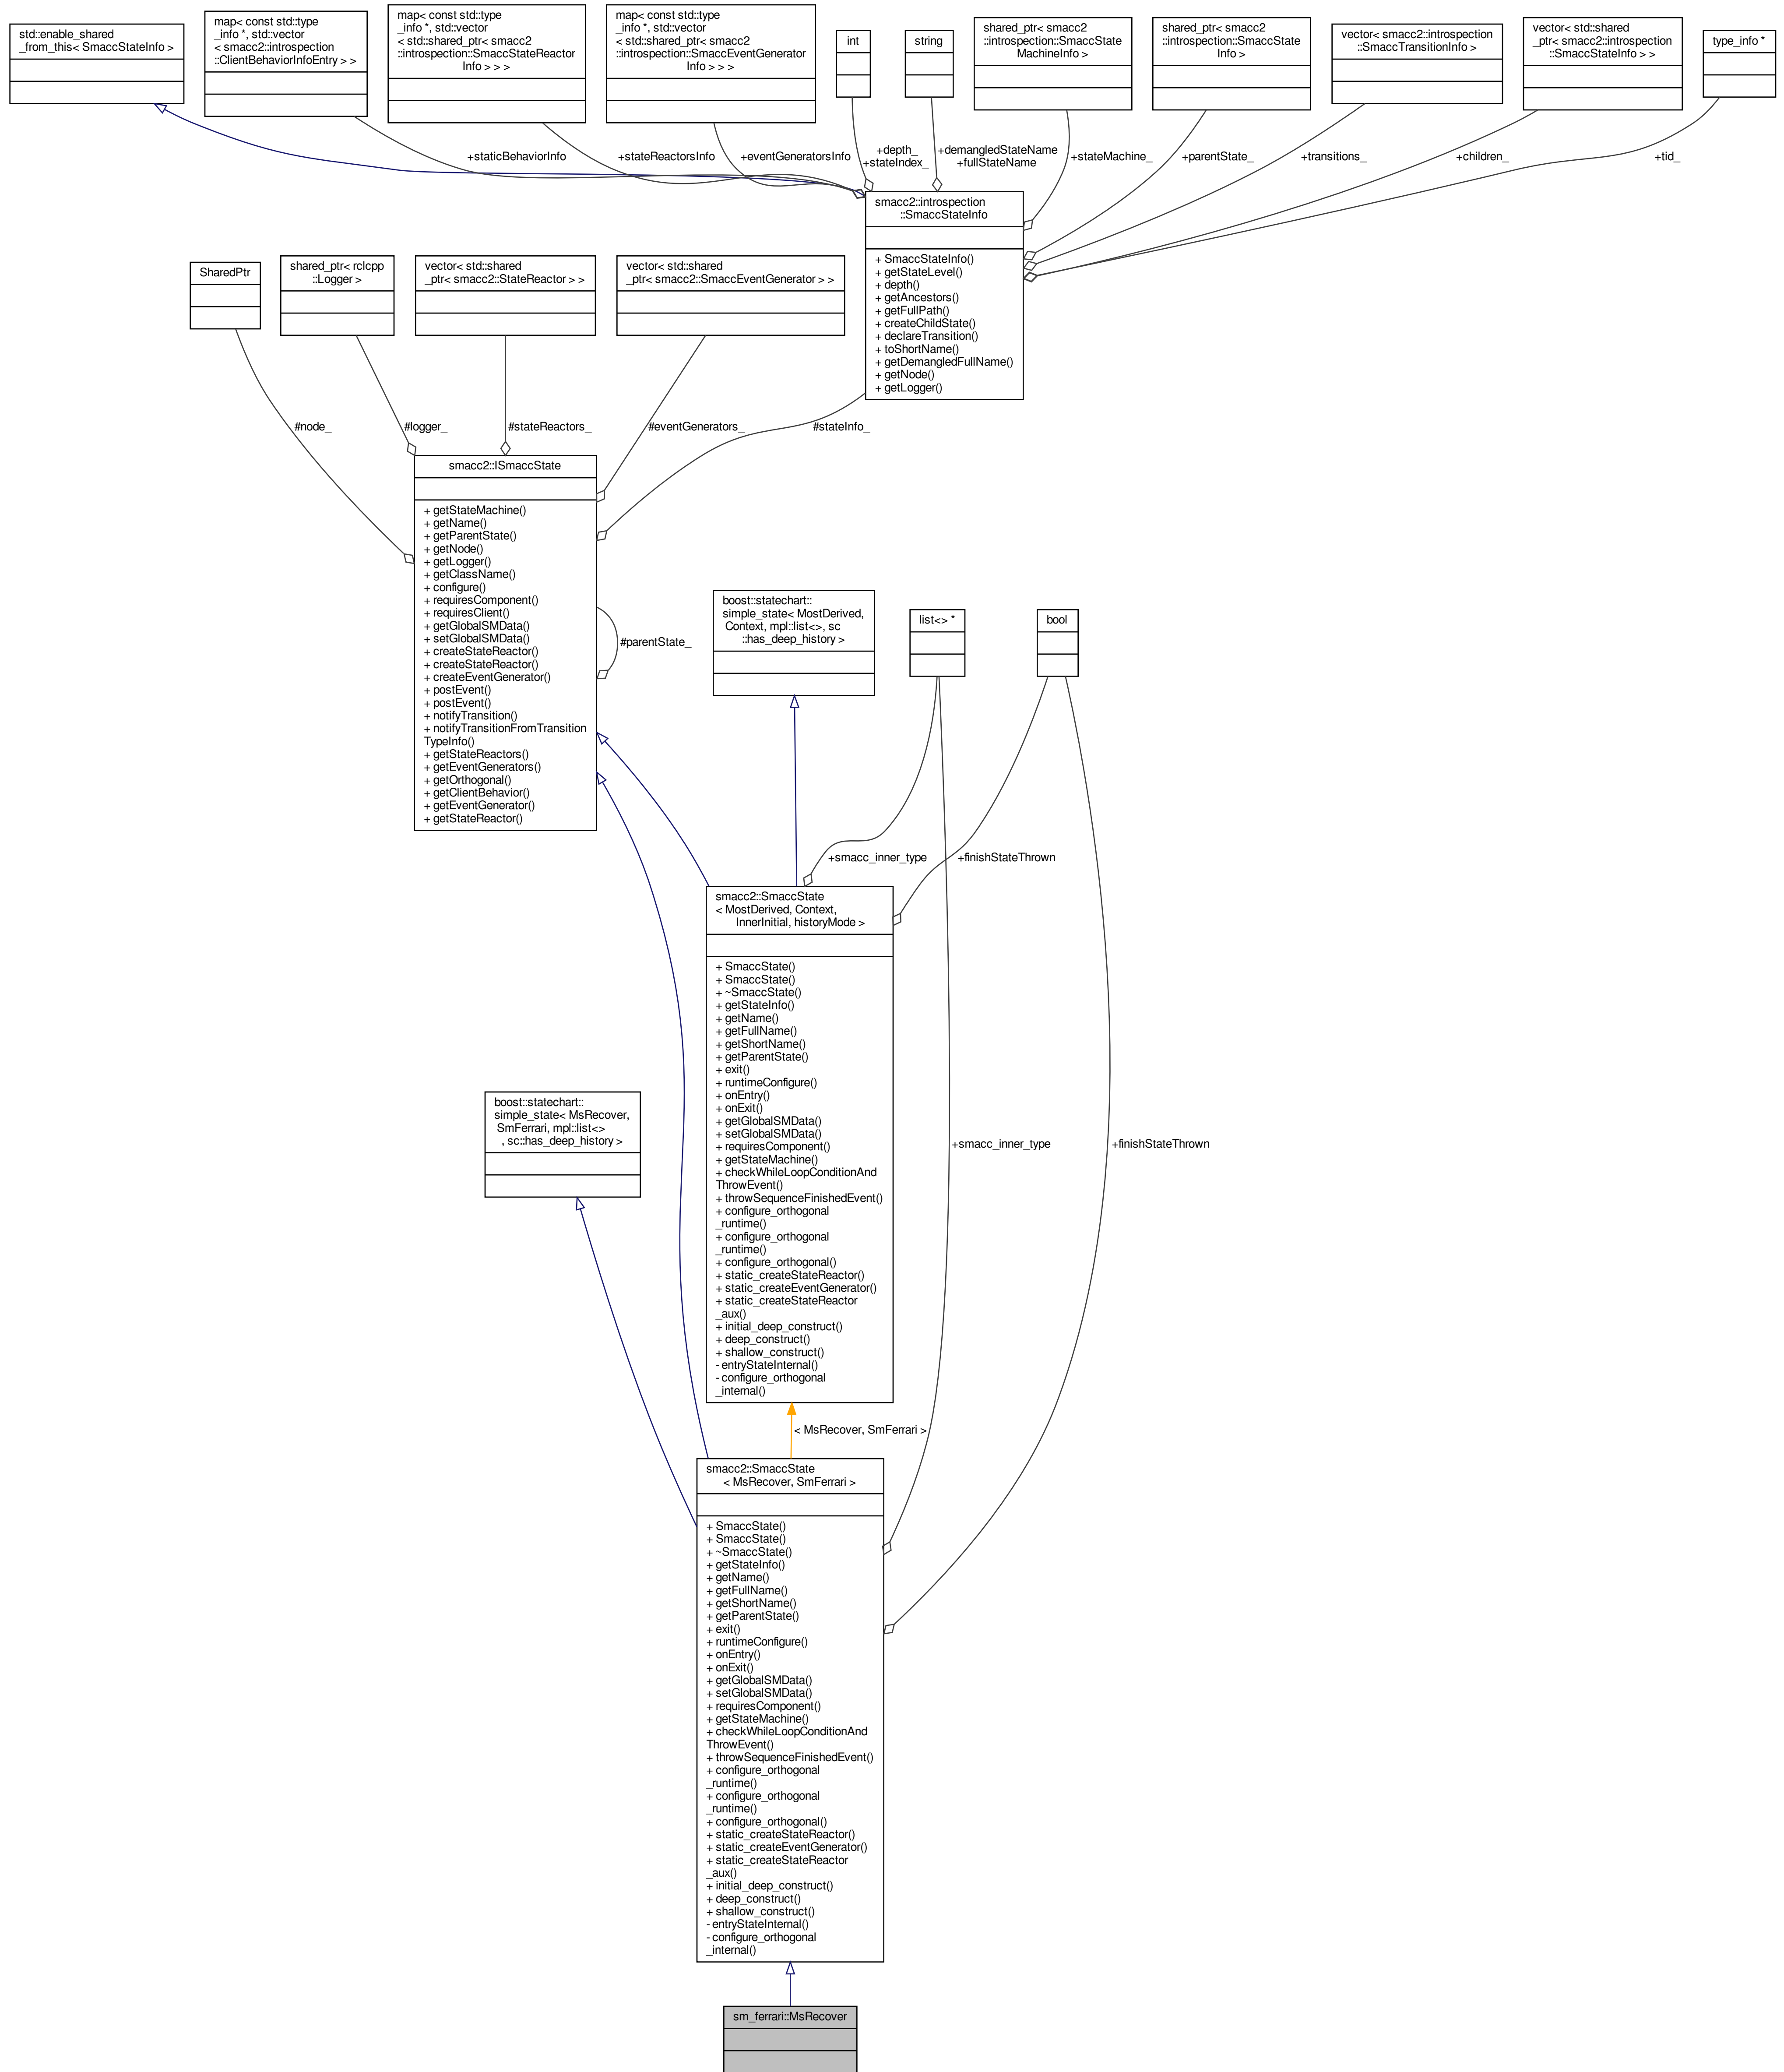 std::enable_shared
_from_this< SmaccStateInfo >
map< const std::type
_info *, std::vector
< smacc2::introspection
::ClientBehaviorInfoEntry > >
map< const std::type
_info *, std::vector
< std::shared_ptr< smacc2
::introspection::SmaccStateReactor
Info > > >
map< const std::type
_info *, std::vector
< std::shared_ptr< smacc2
::introspection::SmaccEventGenerator
Info > > >
int
string
shared_ptr< smacc2
::introspection::SmaccState
MachineInfo >
shared_ptr< smacc2
::introspection::SmaccState
Info >
vector< smacc2::introspection
::SmaccTransitionInfo >
vector< std::shared
_ptr< smacc2::introspection
::SmaccStateInfo > >
type_info *
+staticBehaviorInfo
+stateReactorsInfo
+eventGeneratorsInfo
+depth_
+stateIndex_
+demangledStateName
+fullStateName
+stateMachine_
+parentState_
+transitions_
+children_
+tid_
smacc2::introspection
::SmaccStateInfo
+ SmaccStateInfo()
+ getStateLevel()
+ depth()
+ getAncestors()
+ getFullPath()
+ createChildState()
+ declareTransition()
+ toShortName()
+ getDemangledFullName()
+ getNode()
+ getLogger()
SharedPtr
shared_ptr< rclcpp
::Logger >
vector< std::shared
_ptr< smacc2::StateReactor > >
vector< std::shared
_ptr< smacc2::SmaccEventGenerator > >
#node_
#logger_
#stateReactors_
#eventGenerators_
#stateInfo_
smacc2::ISmaccState
+ getStateMachine()
+ getName()
+ getParentState()
+ getNode()
+ getLogger()
+ getClassName()
+ configure()
+ requiresComponent()
+ requiresClient()
+ getGlobalSMData()
+ setGlobalSMData()
+ createStateReactor()
+ createStateReactor()
+ createEventGenerator()
+ postEvent()
+ postEvent()
+ notifyTransition()
+ notifyTransitionFromTransition
TypeInfo()
+ getStateReactors()
+ getEventGenerators()
+ getOrthogonal()
+ getClientBehavior()
+ getEventGenerator()
+ getStateReactor()
#parentState_
boost::statechart::
simple_state< MostDerived,
Context, mpl::list<>, sc
::has_deep_history >
list<> *
bool
+smacc_inner_type
+finishStateThrown
smacc2::SmaccState
< MostDerived, Context,
InnerInitial, historyMode >
+ SmaccState()
+ SmaccState()
+ ~SmaccState()
+ getStateInfo()
+ getName()
+ getFullName()
+ getShortName()
+ getParentState()
+ exit()
+ runtimeConfigure()
+ onEntry()
+ onExit()
+ getGlobalSMData()
+ setGlobalSMData()
+ requiresComponent()
+ getStateMachine()
+ checkWhileLoopConditionAnd
ThrowEvent()
+ throwSequenceFinishedEvent()
+ configure_orthogonal
_runtime()
+ configure_orthogonal
_runtime()
+ configure_orthogonal()
+ static_createStateReactor()
+ static_createEventGenerator()
+ static_createStateReactor
_aux()
+ initial_deep_construct()
+ deep_construct()
+ shallow_construct()
- entryStateInternal()
- configure_orthogonal
_internal()
boost::statechart::
simple_state< MsRecover,
SmFerrari, mpl::list<>
, sc::has_deep_history >
+smacc_inner_type
+finishStateThrown
< MsRecover, SmFerrari >
smacc2::SmaccState
< MsRecover, SmFerrari >
+ SmaccState()
+ SmaccState()
+ ~SmaccState()
+ getStateInfo()
+ getName()
+ getFullName()
+ getShortName()
+ getParentState()
+ exit()
+ runtimeConfigure()
+ onEntry()
+ onExit()
+ getGlobalSMData()
+ setGlobalSMData()
+ requiresComponent()
+ getStateMachine()
+ checkWhileLoopConditionAnd
ThrowEvent()
+ throwSequenceFinishedEvent()
+ configure_orthogonal
_runtime()
+ configure_orthogonal
_runtime()
+ configure_orthogonal()
+ static_createStateReactor()
+ static_createEventGenerator()
+ static_createStateReactor
_aux()
+ initial_deep_construct()
+ deep_construct()
+ shallow_construct()
- entryStateInternal()
- configure_orthogonal
_internal()
sm_ferrari::MsRecover